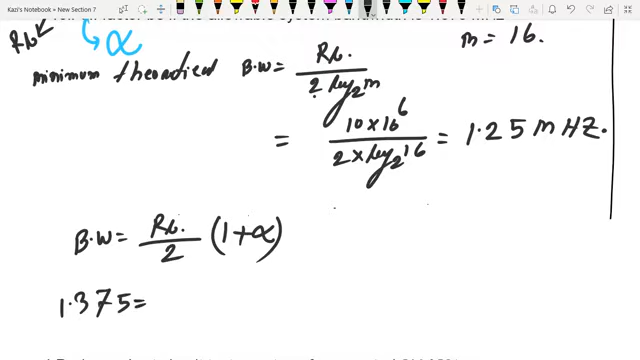 Kazi's Notebook » New Section 7
Rb
α
m = 16.
minimum theoretical B.W = Rb. / 2 log2 m
= 10 × 10^6 / 2 × log2 16 = 1.25 mHZ.
B.W = Rb. / 2 (1+α)
1.375 =